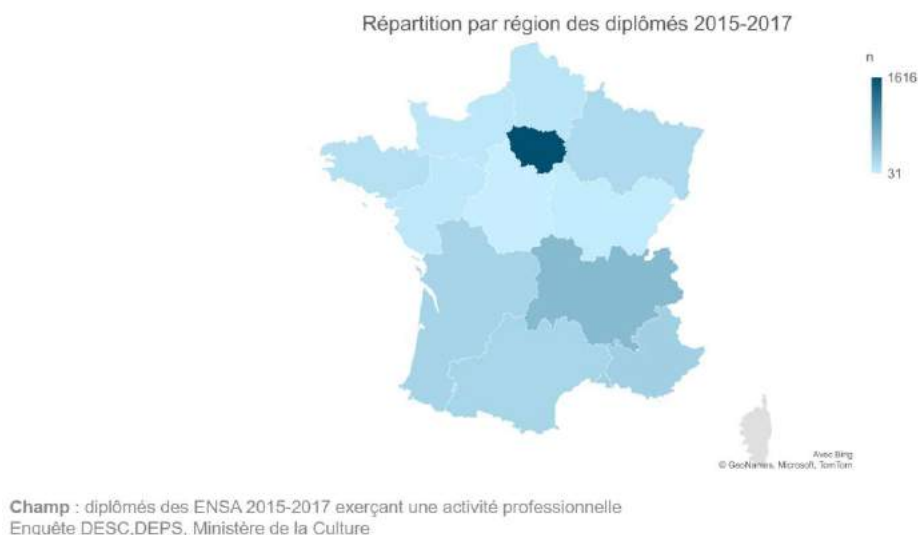 Répartition par région des diplômés 2015-2017
n
1616
31
Avec Bing
© GeoNames, Microsoft, TomTom
Champ : diplômés des ENSA 2015-2017 exerçant une activité professionnelle
Enquête DESC.DEPS. Ministère de la Culture